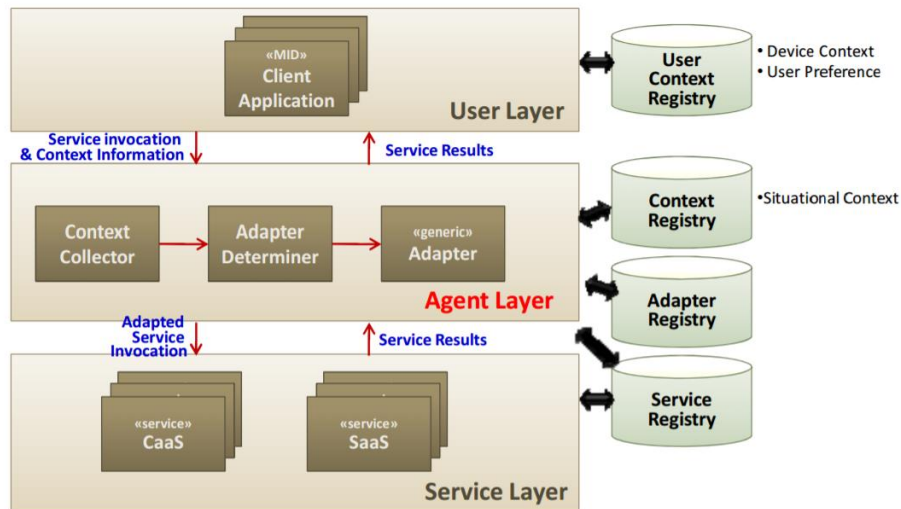 «MID»
Client
Application
User Layer
User
Context
Registry
• Device Context
• User Preference
Service invocation
& Context Information
Service Results
Context
Collector
Adapter
Determiner
«generic»
Adapter
Agent Layer
Context
Registry
•Situational Context
Adapter
Registry
Adapted
Service
Invocation
Service Results
«service»
CaaS
«service»
SaaS
Service Layer
Service
Registry